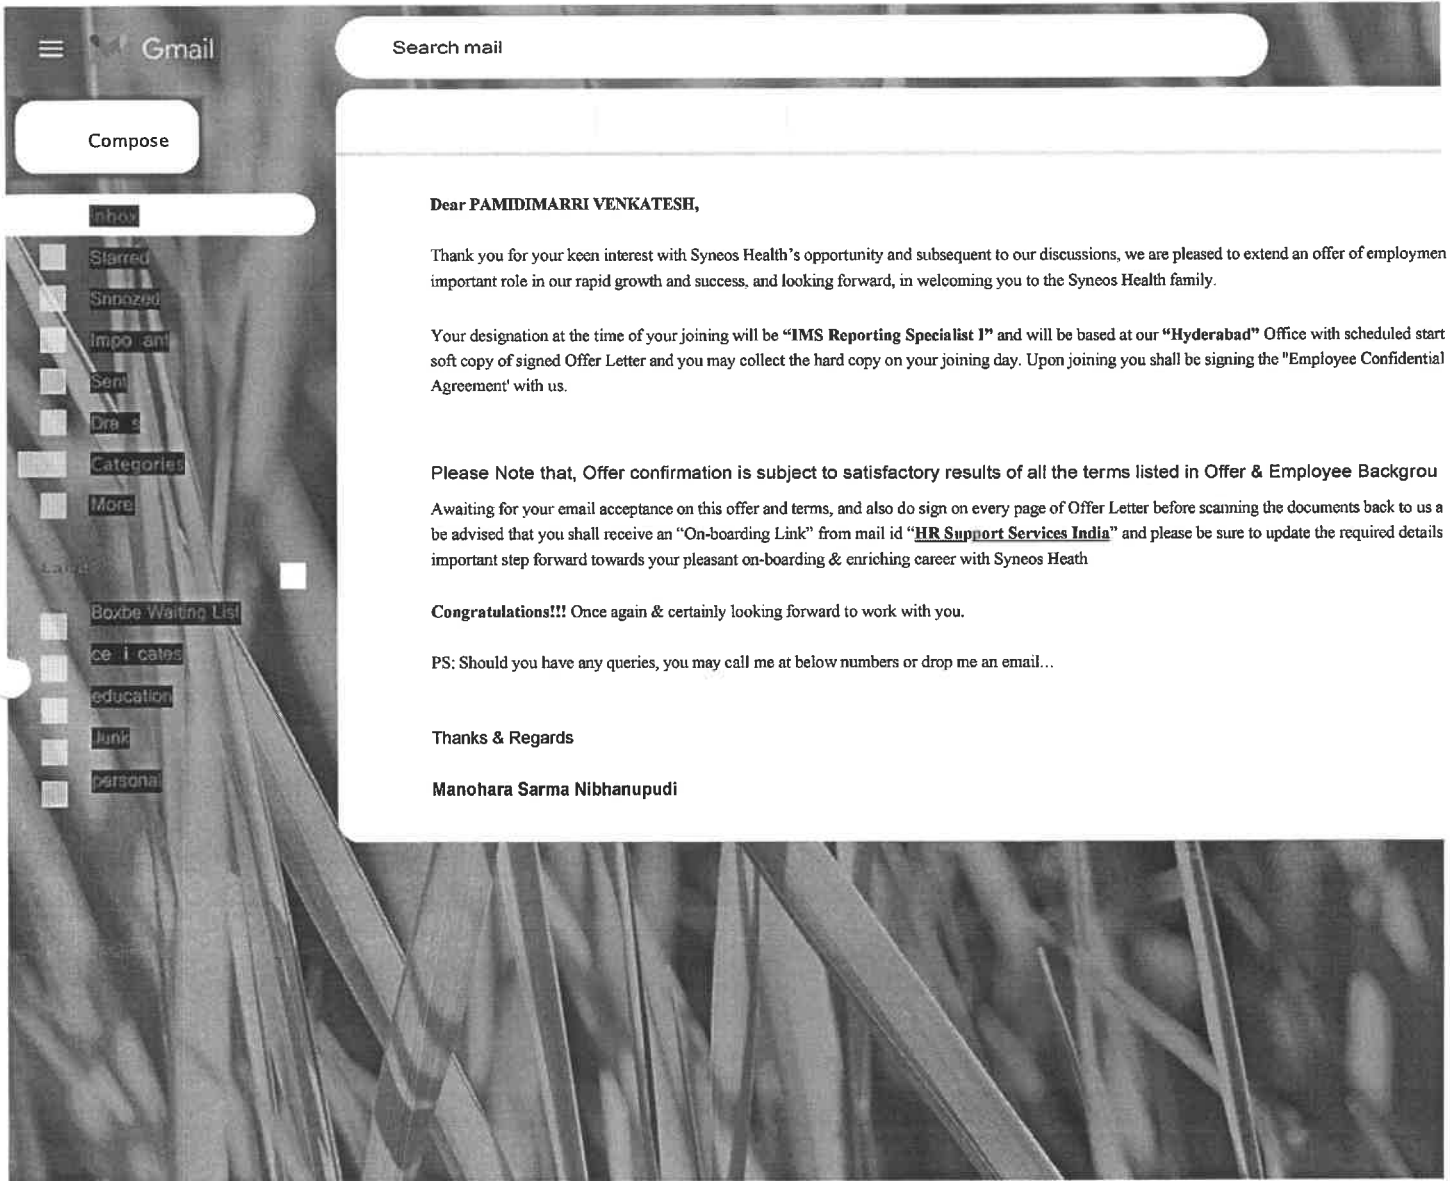 Gmail
Search mail
Compose
Inbox
Starred
Snoozed
Impo ant
Sent
Dra s
Categories
More
Boxbe Waiting List
ce i cates
education
Junk
personal
Dear PAMIDIMARRI VENKATESH,
Thank you for your keen interest with Syneos Health's opportunity and subsequent to our discussions, we are pleased to extend an offer of employmen
important role in our rapid growth and success, and looking forward, in welcoming you to the Syneos Health family.
Your designation at the time of your joining will be “IMS Reporting Specialist I” and will be based at our “Hyderabad” Office with scheduled start
soft copy of signed Offer Letter and you may collect the hard copy on your joining day. Upon joining you shall be signing the "Employee Confidential
Agreement' with us.
Please Note that, Offer confirmation is subject to satisfactory results of all the terms listed in Offer & Employee Backgrou
Awaiting for your email acceptance on this offer and terms, and also do sign on every page of Offer Letter before scanning the documents back to us a
be advised that you shall receive an “On-boarding Link” from mail id “HR Support Services India” and please be sure to update the required details
important step forward towards your pleasant on-boarding & enriching career with Syneos Heath
Congratulations!!! Once again & certainly looking forward to work with you.
PS: Should you have any queries, you may call me at below numbers or drop me an email…
Thanks & Regards
Manohara Sarma Nibhanupudi